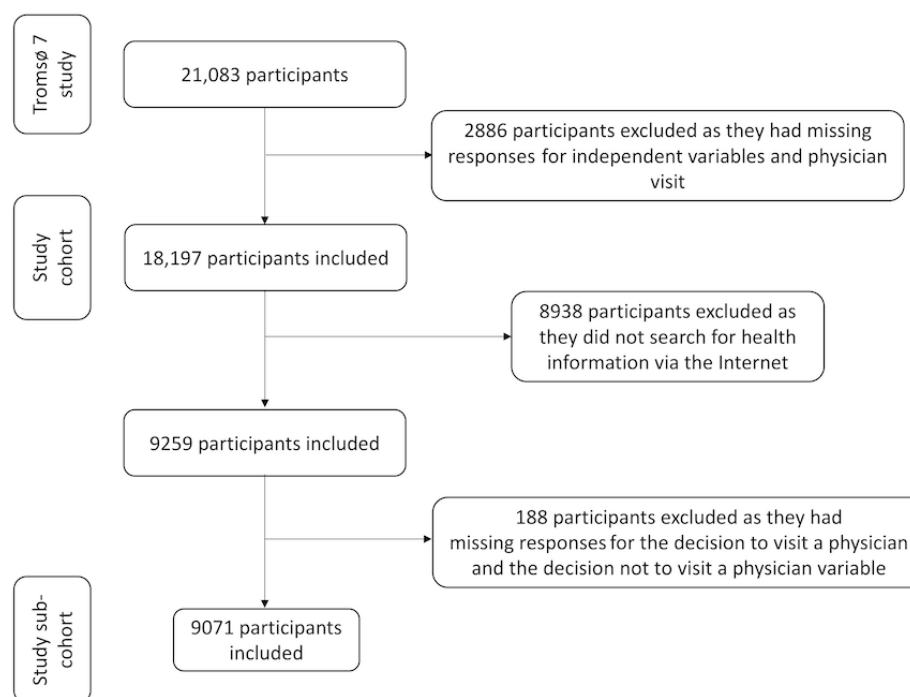 Tromsø 7
study
21,083 participants
2886 participants excluded as they had missing
responses for independent variables and physician
visit
Study
cohort
18,197 participants included
8938 participants excluded as
they did not search for health
information via the Internet
9259 participants included
188 participants excluded as they had
missing responses for the decision to visit a physician
and the decision not to visit a physician variable
Study sub-
cohort
9071 participants
included